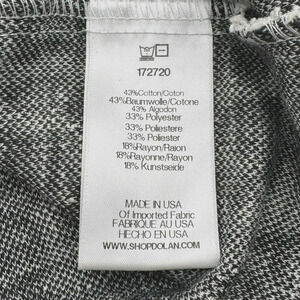 172720
43%Cotton/Coton
43%Baumwolle/Cotone
43% Algodon
33% Polyester
33% Poliestere
33% Poliester
18%Rayon/Raion
18%Rayonne/Rayon
18% Kunstseide
MADE IN USA
Of Imported Fabric
FABRIQUE AU USA
HECHO EN USA
WWW.SHOPDOLAN.COM